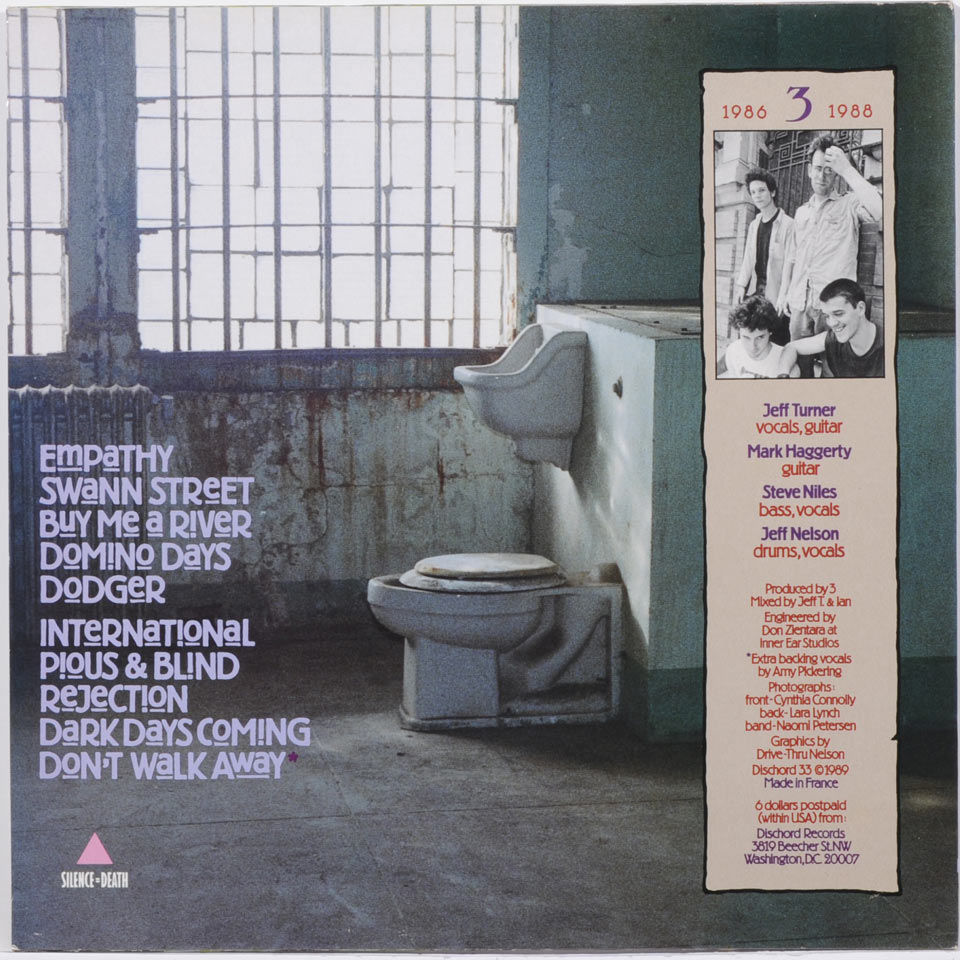 Empathy
Swann Street
Buy Me a River
Domino Days
Dodger
International
Pious & Blind
Rejection
Dark Days Coming
Don't Walk Away*
SILENCE=DEATH
1986 3 1988
Jeff Turner
vocals, guitar
Mark Haggerty
guitar
Steve Niles
bass, vocals
Jeff Nelson
drums, vocals
Produced by 3
Mixed by Jeff T. & Ian
Engineered by
Don Zientara at
Inner Ear Studios
*Extra backing vocals
by Amy Pickering
Photographs:
front-Cynthia Connolly
back-Lara Lynch
band-Naomi Petersen
Graphics by
Drive-Thru Nelson
Dischord 33 ©1989
Made in France
6 dollars postpaid
(within USA) from:
Dischord Records
3819 Beecher St. NW
Washington, D.C. 20007